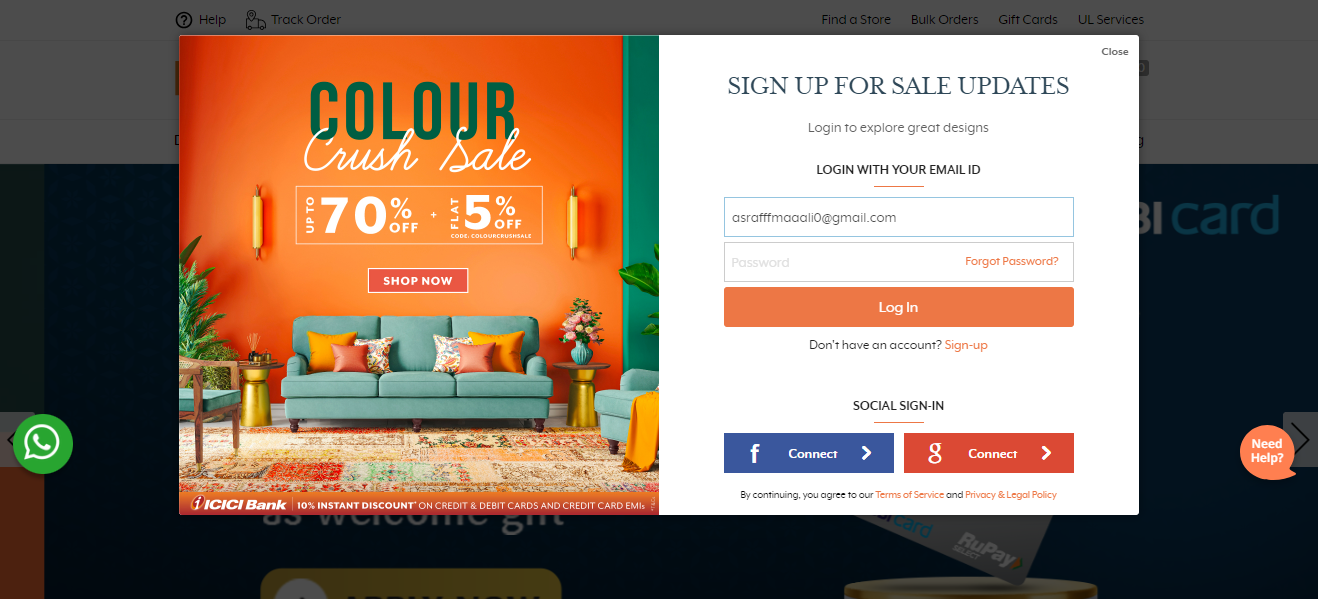 Help
Track Order
Find a Store
Bulk Orders
Gift Cards
UL Services
Close
COLOUR
Crush Sale
UP TO 70% OFF + FLAT 5% OFF
CODE: COLOURCRUSHSALE
SHOP NOW
ICICI Bank 10% INSTANT DISCOUNT* ON CREDIT & DEBIT CARDS AND CREDIT CARD EMIs
SIGN UP FOR SALE UPDATES
Login to explore great designs
LOGIN WITH YOUR EMAIL ID
asrafffmaaali0@gmail.com
Password
Forgot Password?
Log In
Don't have an account? Sign-up
SOCIAL SIGN-IN
f Connect
g Connect
By continuing, you agree to our Terms of Service and Privacy & Legal Policy
card
Need
Help?
as welcome gift
card
RuPay
SELECT